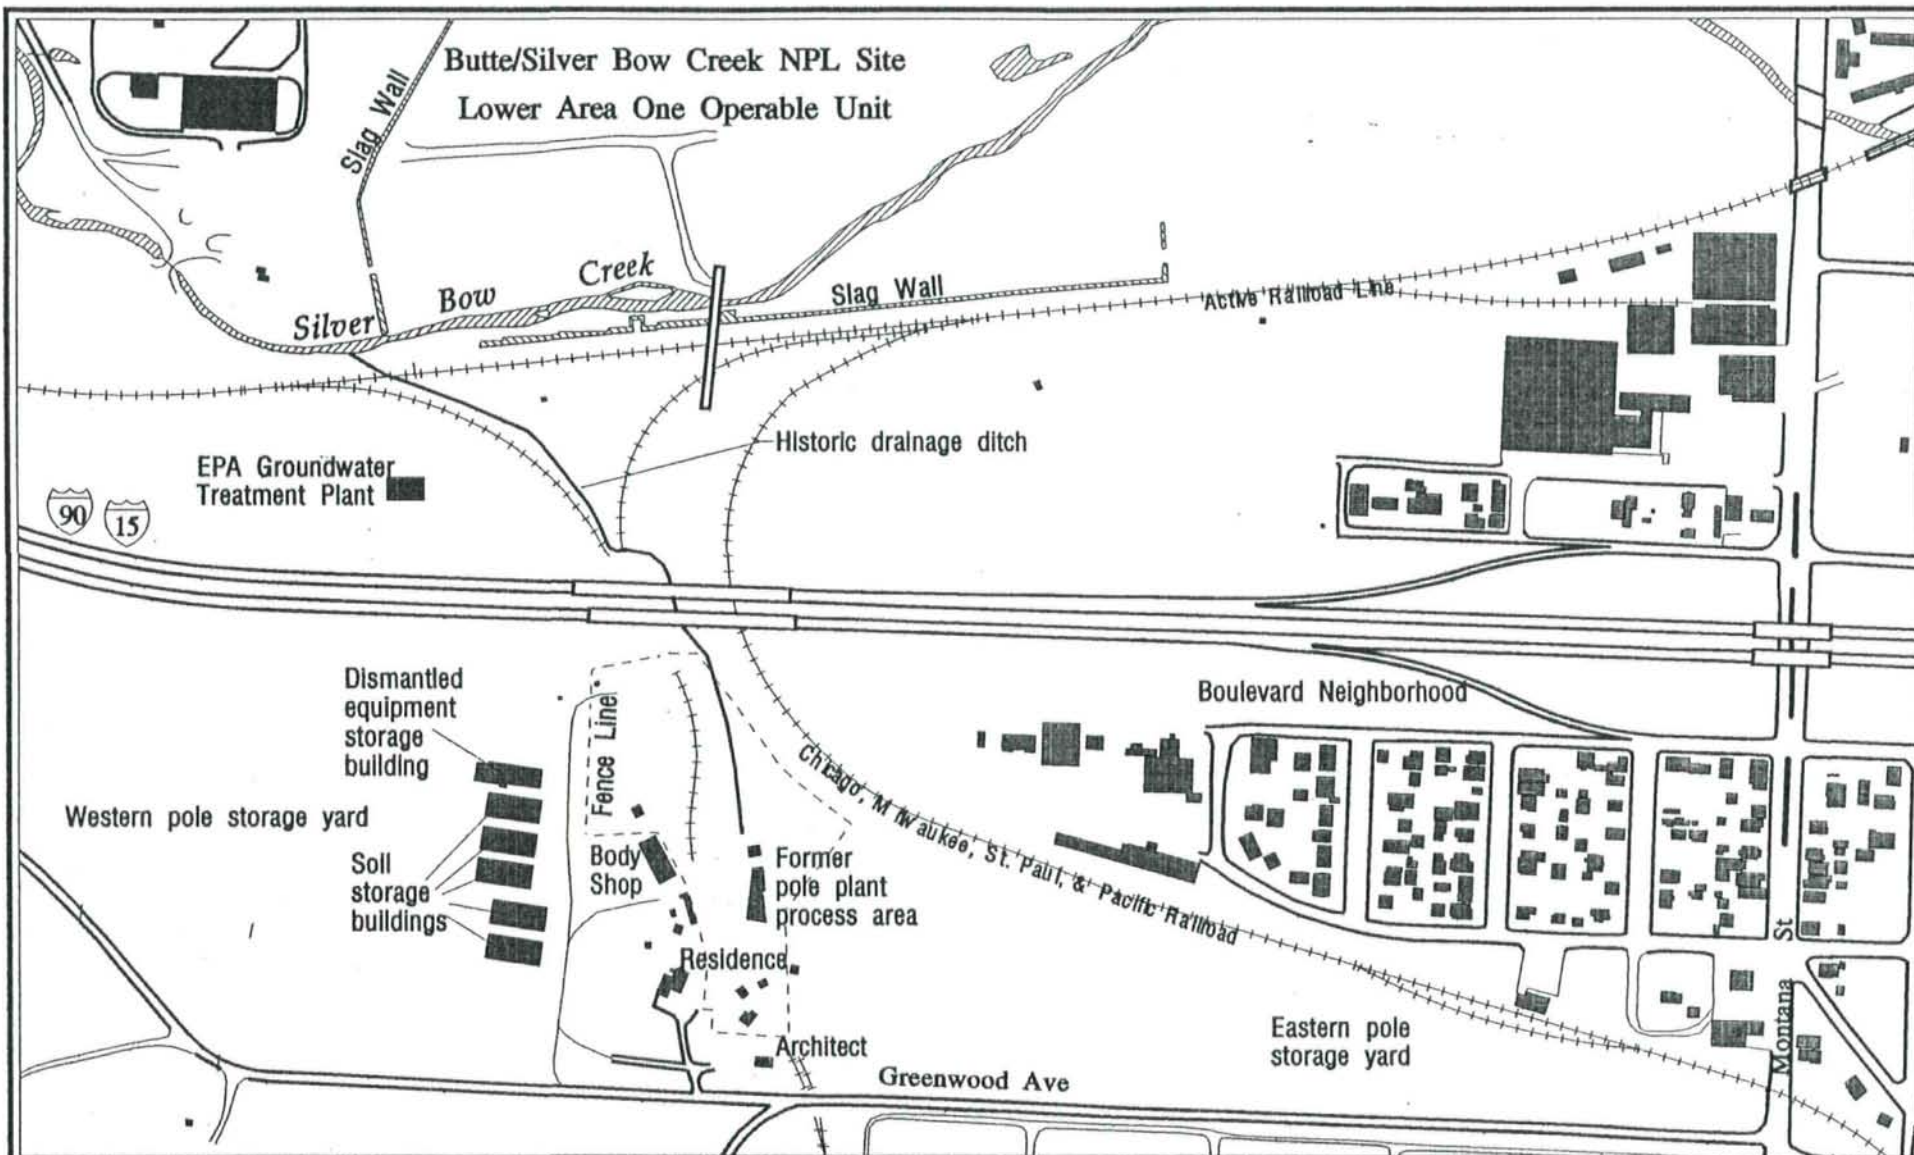 Butte/Silver Bow Creek NPL Site
Lower Area One Operable Unit
Slag Wall
Silver Bow Creek
Slag Wall
Active Railroad Line
Historic drainage ditch
EPA Groundwater
Treatment Plant
90
15
Dismantled
equipment
storage
building
Fence Line
Boulevard Neighborhood
Western pole storage yard
Chicago, Milwaukee, St. Paul, & Pacific Railroad
Soil
storage
buildings
Body
Shop
Former
pole plant
process area
Residence
Architect
Eastern pole
storage yard
Montana St
Greenwood Ave